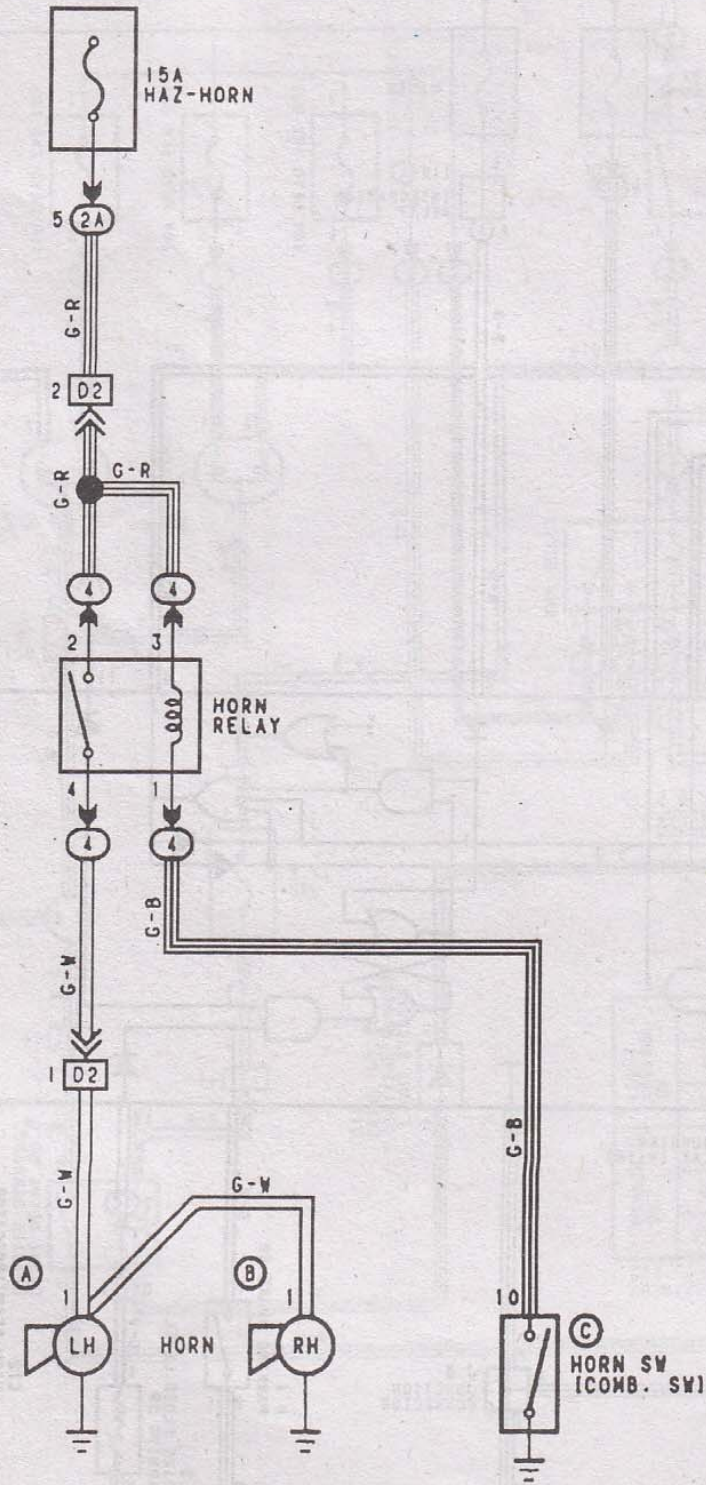 15A
HAZ-HORN
5 2A
G-R
2 D2
G-R
G-R
4 4
2 3
HORN
RELAY
4 1
4 4
G-B
G-W
1 D2
G-B
G-W
G-W
A B
1 1 10
C
LH HORN RH
HORN SW
[COMB. SW]